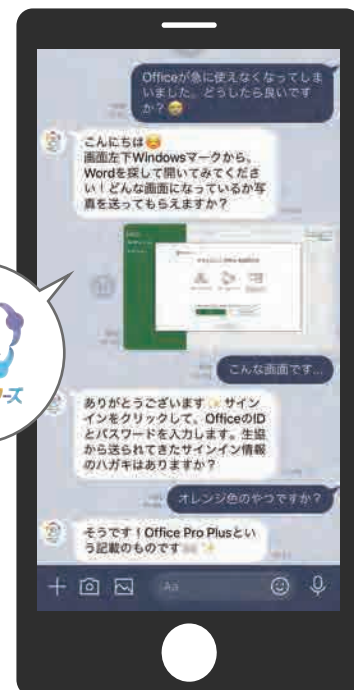 Officeが急に使えなくなってしま
いました。どうしたら良いです
か?😅
こんにちは😊
画面左下Windowsマークから、
Wordを探して開いてみてくださ
い!どんな画面になっているか写
真を送ってもらえますか?
こんな画面です...
ありがとうございます✨サイン
インをクリックして、OfficeのID
とパスワードを入力します。生協
から送られてきたサインイン情報
のハガキはありますか?
オレンジ色のやつですか?
そうです!Office Pro Plusとい
う記載のものです
Aa
ーズ